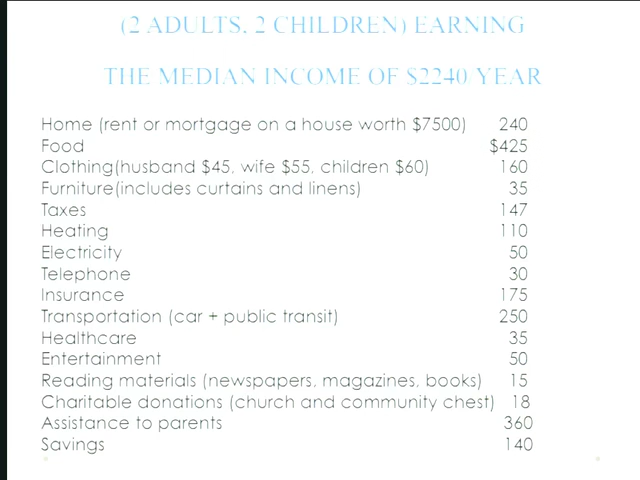 (2 ADULTS, 2 CHILDREN) EARNING
THE MEDIAN INCOME OF $2240 YEAR
Home (rent or mortgage on a house worth $7500) 240
Food $425
Clothing(husband $45, wife $55, children $60) 160
Furniture(includes curtains and linens) 35
Taxes 147
Heating 110
Electricity 50
Telephone 30
Insurance 175
Transportation (car + public transit) 250
Healthcare 35
Entertainment 50
Reading materials (newspapers, magazines, books) 15
Charitable donations (church and community chest) 18
Assistance to parents 360
Savings 140